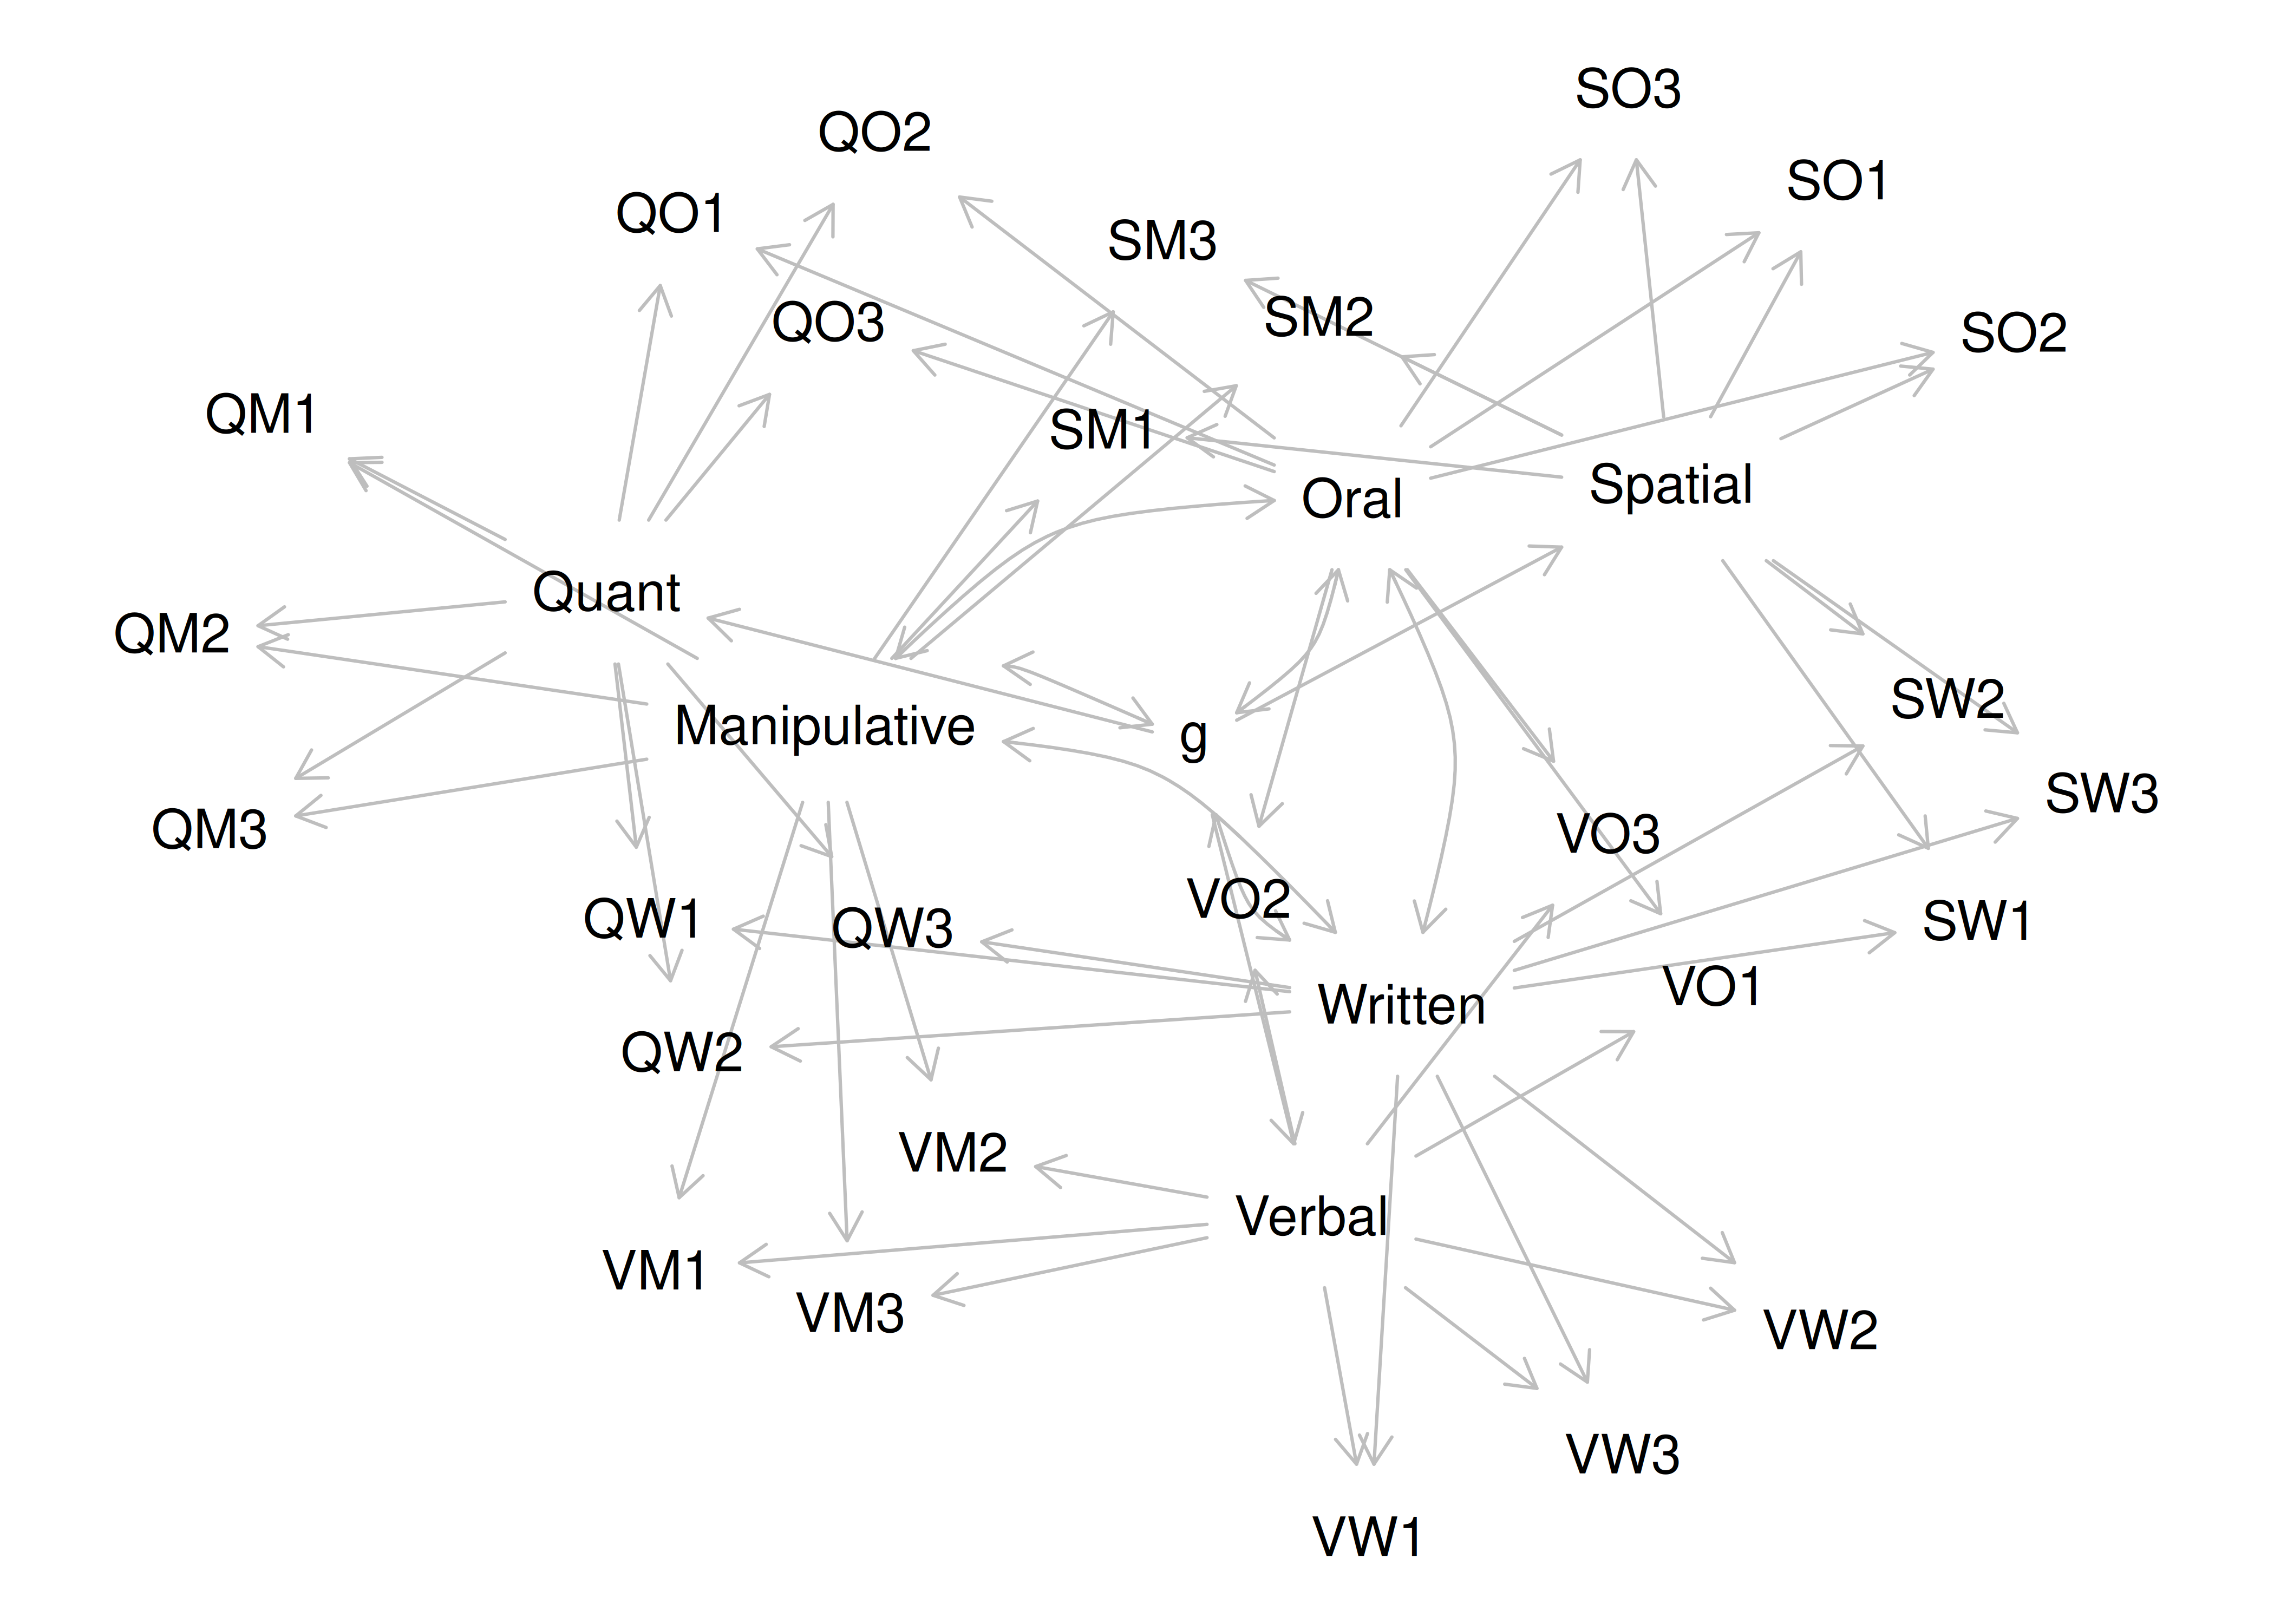 SO3
QO2
SO1
QO1
SM3
SM2
QO3
SO2
QM1
SM1
Spatial
Oral
Quant
QM2
SW2
Manipulative
g
SW3
QM3
VO3
VO2
QW1
QW3
SW1
VO1
Written
QW2
VM2
Verbal
VM1
VM3
VW2
VW3
VW1